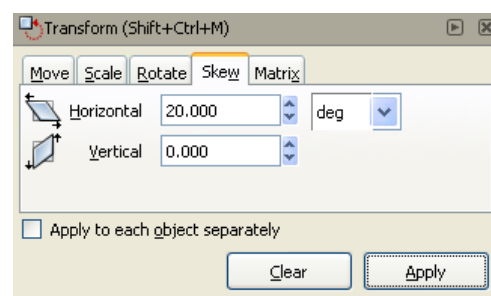 Transform (Shift+Ctrl+M)
Move Scale Rotate Skew Matrix
Horizontal 20.000 deg
Vertical 0.000
Apply to each object separately
Clear Apply